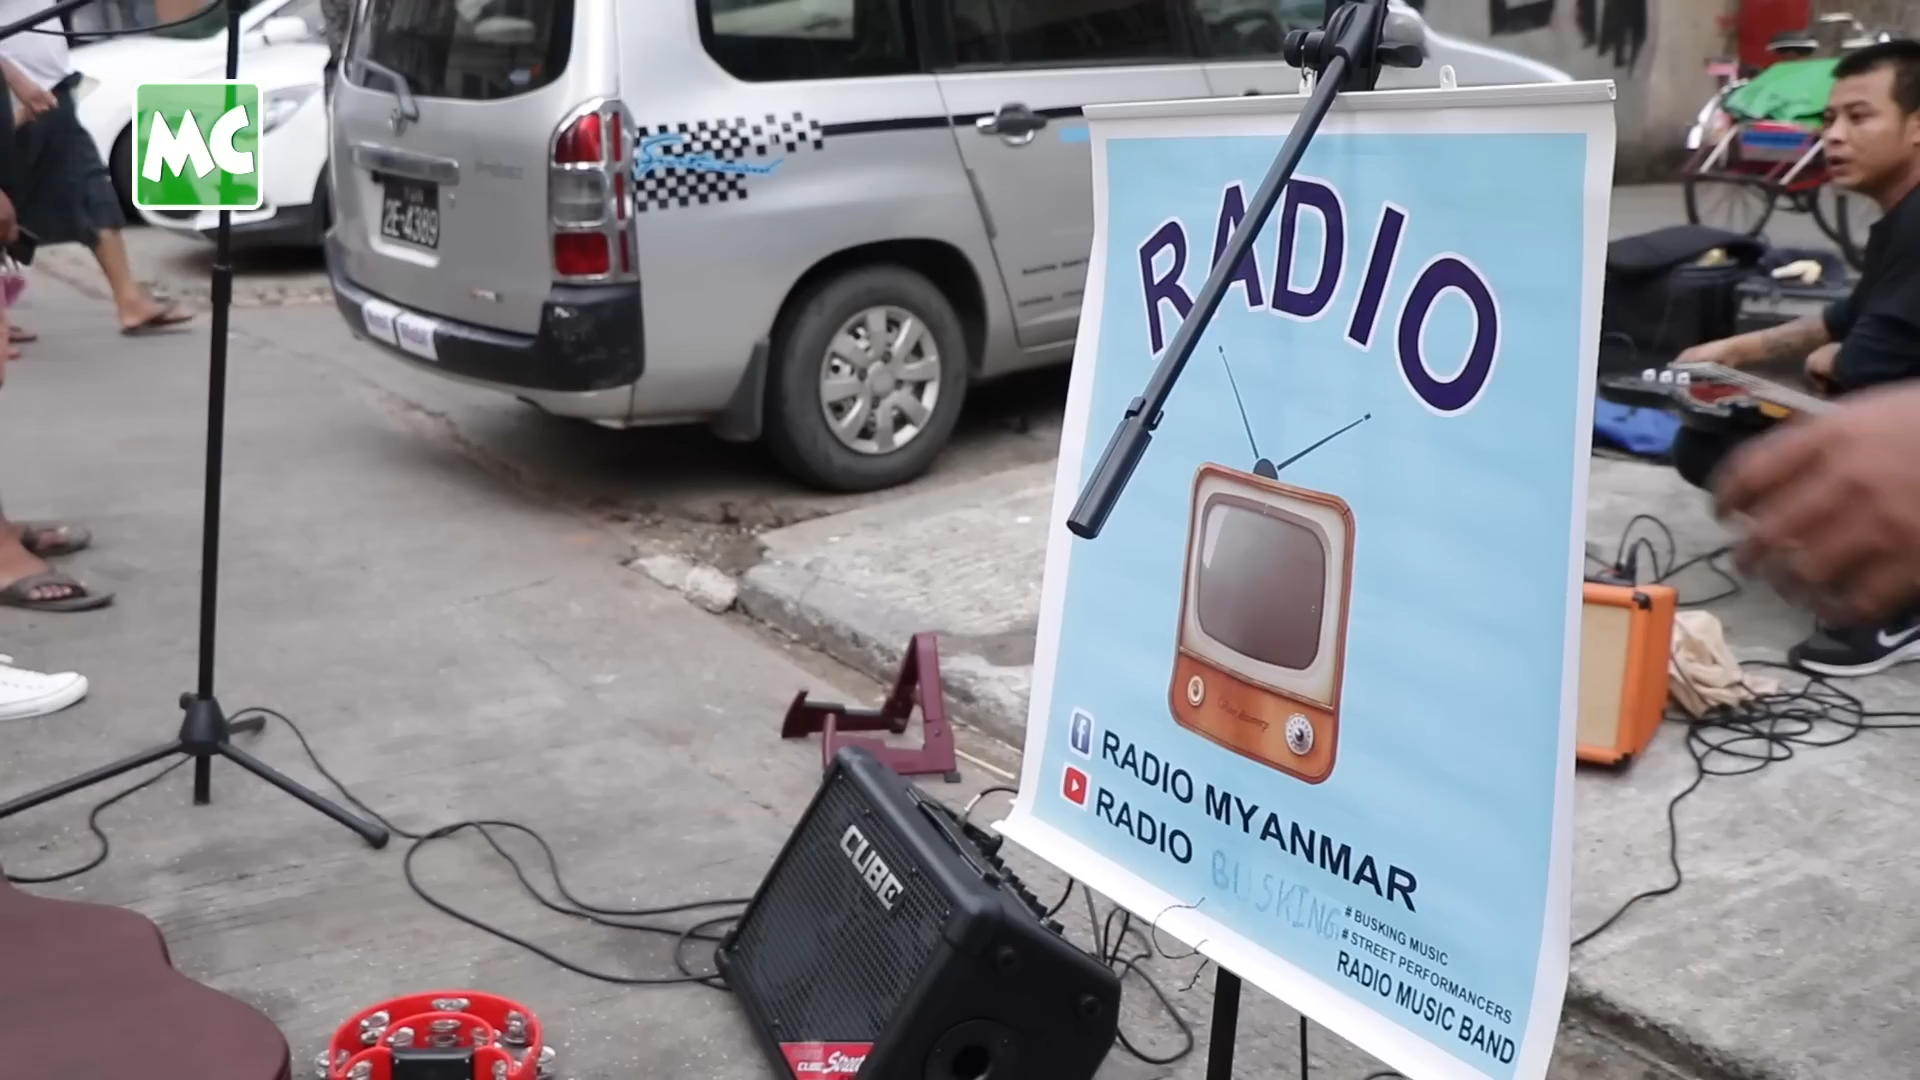 MC
2E-4389
RADIO
RADIO MYANMAR
RADIO
BUSKING
# BUSKING MUSIC
# STREET PERFORMANCERS
RADIO MUSIC BAND
CUBE
CUBE Street